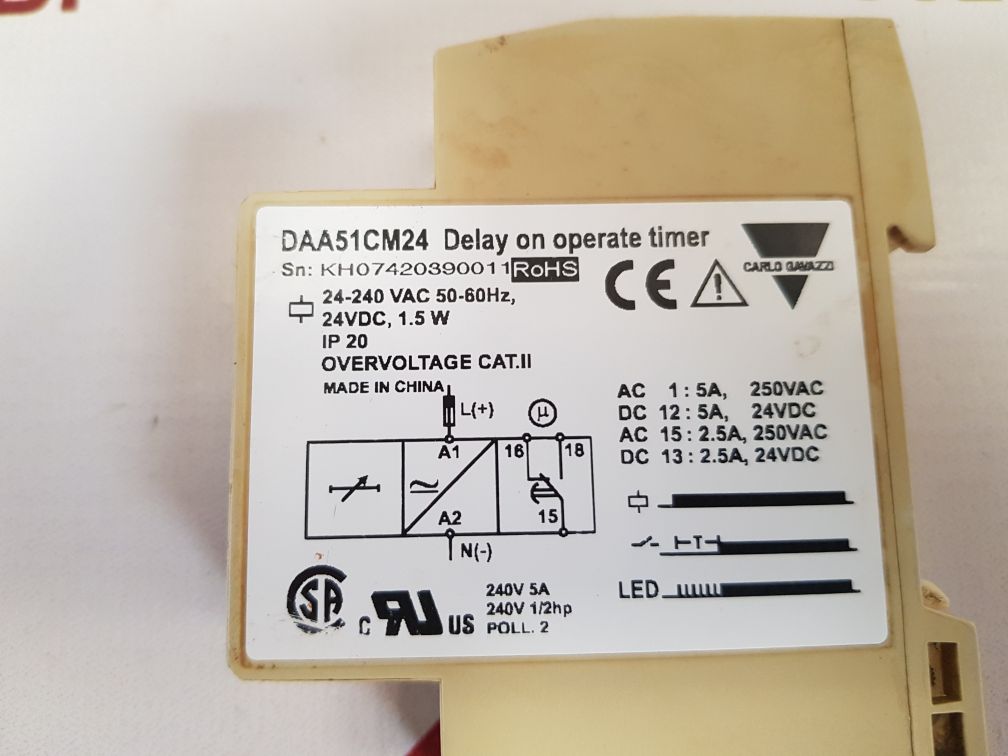 DAA51CM24 Delay on operate timer
Sn: KH07420390011 RoHS
CE
CARLO GAVAZZI
24-240 VAC 50-60Hz,
24VDC, 1.5 W
IP 20
OVERVOLTAGE CAT.II
MADE IN CHINA
L(+)
μ
A1
16
18
A2
15
N(-)
AC 1 : 5A, 250VAC
DC 12 : 5A, 24VDC
AC 15 : 2.5A, 250VAC
DC 13 : 2.5A, 24VDC
T
LED
SA
C RU US
240V 5A
240V 1/2hp
POLL. 2